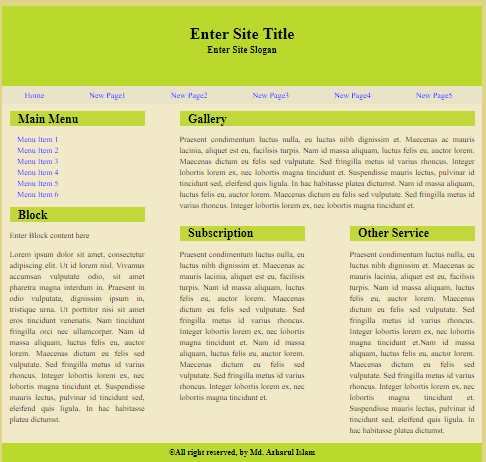 Enter Site Title
Enter Site Slogan
Home New Page1 New Page2 New Page3 New Page4 New Page5
Main Menu
Menu Item 1
Menu Item 2
Menu Item 3
Menu Item 4
Menu Item 5
Menu Item 6
Block
Enter Block content here
Lorem ipsum dolor sit amet, consectetur
adipiscing elit. Ut id lorem nisl. Vivamus
accumsan vulputate odio, sit amet
pharetra magna interdum in. Praesent in
odio vulputate, dignissim ipsum in,
tristique urna. Ut porttitor nisi sit amet
eros tincidunt venenatis. Nam tincidunt
fringilla orci nec ullamcorper. Nam id
massa aliquam, luctus felis eu, auctor
lorem. Maecenas dictum eu felis sed
vulputate. Sed fringilla metus id varius
rhoncus. Integer lobortis lorem ex, nec
lobortis magna tincidunt et. Suspendisse
mauris lectus, pulvinar id tincidunt sed,
eleifend quis ligula. In hac habitasse
platea dictumst.
Gallery
Praesent condimentum luctus nulla, eu luctus nibh dignissim et. Maecenas ac mauris
lacinia, aliquet est eu, facilisis turpis. Nam id massa aliquam, luctus felis eu, auctor lorem.
Maecenas dictum eu felis sed vulputate. Sed fringilla metus id varius rhoncus. Integer
lobortis lorem ex, nec lobortis magna tincidunt et. Suspendisse mauris lectus, pulvinar id
tincidunt sed, eleifend quis ligula. In hac habitasse platea dictumst. Nam id massa aliquam,
luctus felis eu, auctor lorem. Maecenas dictum eu felis sed vulputate. Sed fringilla metus id
varius rhoncus. Integer lobortis lorem ex, nec lobortis magna tincidunt et.
Subscription
Praesent condimentum luctus nulla, eu
luctus nibh dignissim et. Maecenas ac
mauris lacinia, aliquet est eu, facilisis
turpis. Nam id massa aliquam, luctus
felis eu, auctor lorem. Maecenas
dictum eu felis sed vulputate. Sed
fringilla metus id varius rhoncus.
Integer lobortis lorem ex, nec lobortis
magna tincidunt et. Nam id massa
aliquam, luctus felis eu, auctor lorem.
Maecenas dictum eu felis sed
vulputate. Sed fringilla metus id varius
rhoncus. Integer lobortis lorem ex, nec
lobortis magna tincidunt et.
Other Service
Praesent condimentum luctus nulla, eu
luctus nibh dignissim et. Maecenas ac
mauris lacinia, aliquet est eu, facilisis
turpis. Nam id massa aliquam, luctus
felis eu, auctor lorem. Maecenas
dictum eu felis sed vulputate. Sed
fringilla metus id varius rhoncus.
Integer lobortis lorem ex, nec lobortis
magna tincidunt et.Nam id massa
aliquam, luctus felis eu, auctor lorem.
Maecenas dictum eu felis sed
vulputate. Sed fringilla metus id varius
rhoncus. Integer lobortis lorem ex, nec
lobortis magna tincidunt et.
Suspendisse mauris lectus, pulvinar id
tincidunt sed, eleifend quis ligula. In
hac habitasse platea dictumst.
©All right reserved, by Md. Azharul Islam